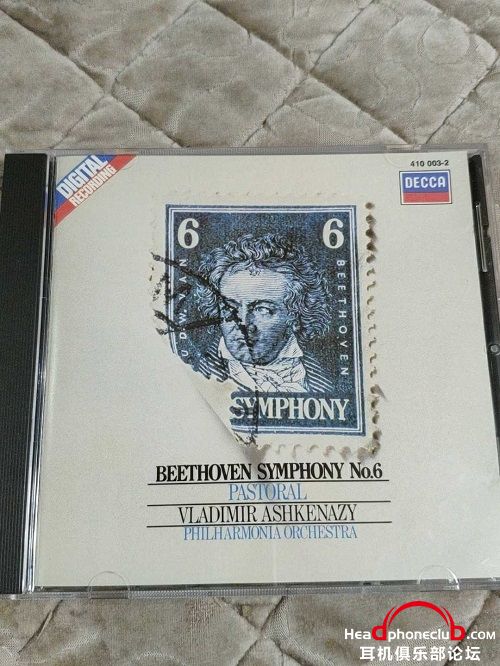 DIGITAL
RECORDING
410 003-2
DECCA
6 6
BEETHOVEN
SYMPHONY
BEETHOVEN SYMPHONY No.6
PASTORAL
VLADIMIR ASHKENAZY
PHILHARMONIA ORCHESTRA
Headphoneclub.COM
耳机俱乐部论坛